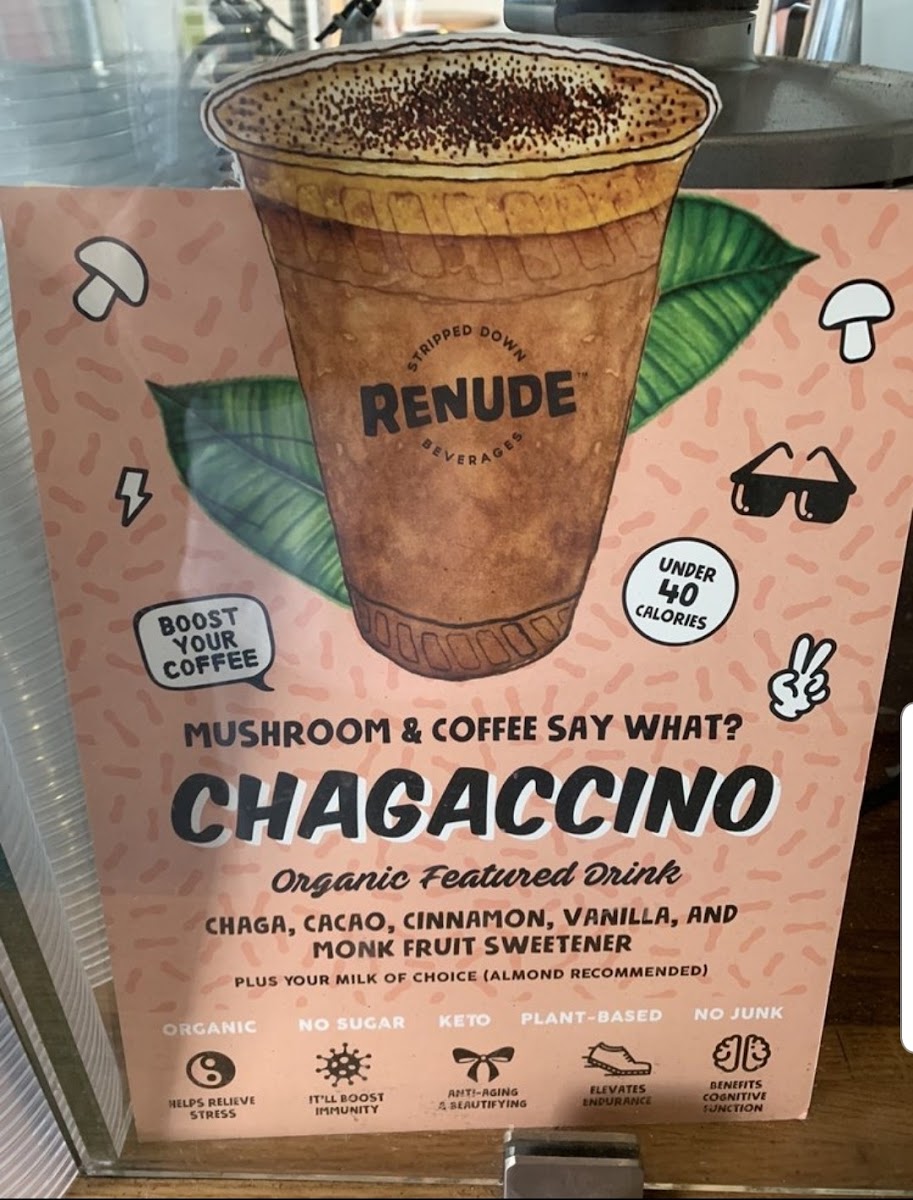 STRIPPED DOWN
RENUDE™
BEVERAGES
UNDER
40
CALORIES
BOOST
YOUR
COFFEE
MUSHROOM & COFFEE SAY WHAT?
CHAGACCINO
Organic Featured Drink
CHAGA, CACAO, CINNAMON, VANILLA, AND
MONK FRUIT SWEETENER
PLUS YOUR MILK OF CHOICE (ALMOND RECOMMENDED)
ORGANIC NO SUGAR KETO PLANT-BASED NO JUNK
HELPS RELIEVE
STRESS
IT'LL BOOST
IMMUNITY
ANTI-AGING
& BEAUTIFYING
ELEVATES
ENDURANCE
BENEFITS
COGNITIVE
FUNCTION